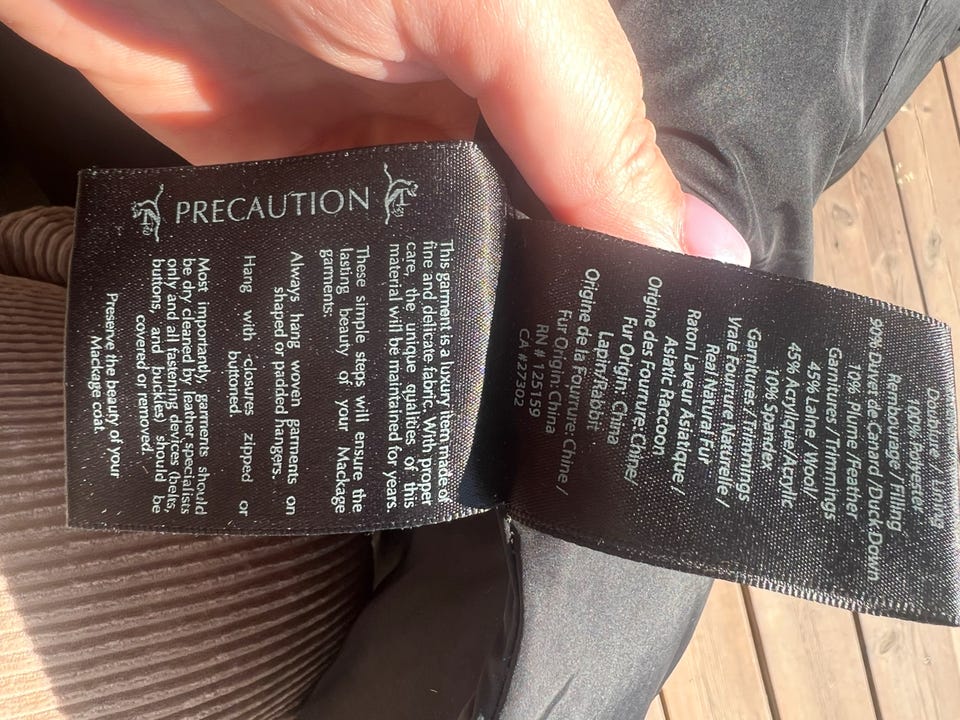 PRECAUTION
This garment is a luxury item made of
fine and delicate fabric. With proper
care, the unique qualities of this
material will be maintained for years.
These simple steps will ensure the
lasting beauty of your Mackage
garments:
Always hang woven garments on
shaped or padded hangers.
Hang with closures zipped or
buttoned.
Most importantly, garments should
be dry cleaned by leather specialists
only and all fastening devices (belts,
buttons, and buckles) should be
covered or removed.
Preserve the beauty of your
Mackage coat.
Doublure / Lining
100% Polyester
Rembourage / Filling
90% Duvet de Canard / Duck Down
10% Plume /Feather
Garnitures / Trimmings
45% Laine / Wool/
45% Acrylique/Acrylic
10% Spandex
Garnitures/Trimmings
Vraie Fourrure Naturelle/
Real Natural Fur
Raton Laveur Asiatique /
Asiatic Raccoon
Origine des Fourrure: Chine/
Fur Origin: China
Lapin/Rabbit
Origine de la Fourrure: Chine /
Fur Origin: China
RN # 125159
CA #27302